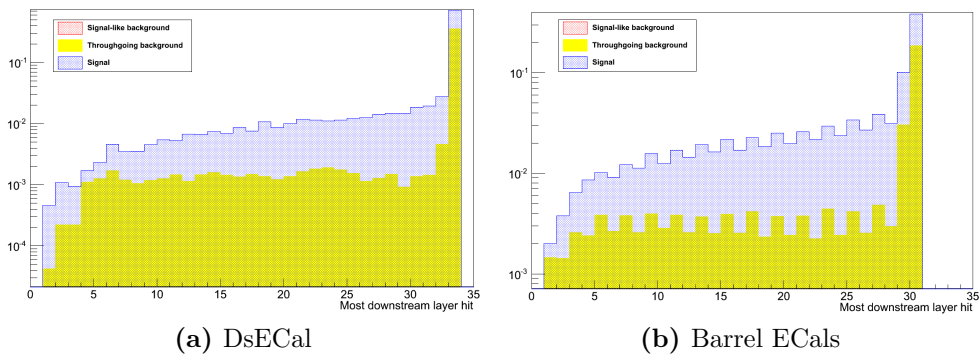 Signal-like background
Throughgoing background
Signal
10⁻¹
10⁻²
10⁻³
10⁻⁴
0 5 10 15 20 25 30 35
Most downstream layer hit
(a) DsECal
Signal-like background
Throughgoing background
Signal
10⁻¹
10⁻²
10⁻³
0 5 10 15 20 25 30 35
Most downstream layer hit
(b) Barrel ECals